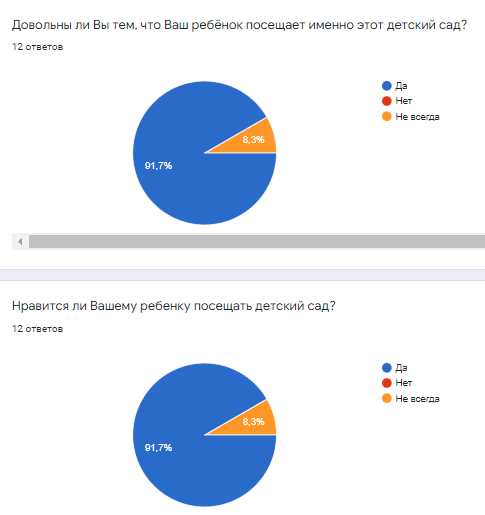 Довольны ли Вы тем, что Ваш ребёнок посещает именно этот детский сад?
12 ответов
Да
Нет
Не всегда
8,3%
91,7%
Нравится ли Вашему ребенку посещать детский сад?
12 ответов
Да
Нет
Не всегда
8,3%
91,7%